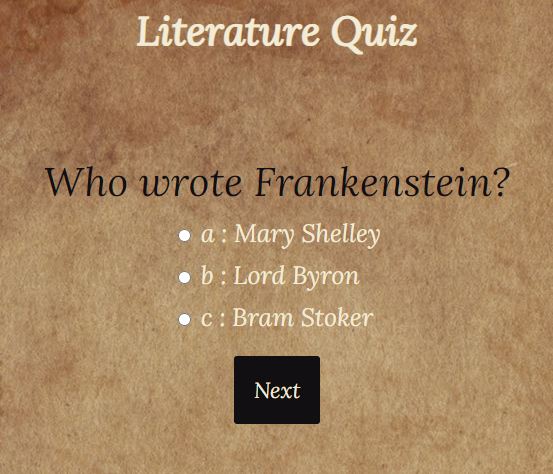 Literature Quiz
Who wrote Frankenstein?
a : Mary Shelley
b : Lord Byron
c : Bram Stoker
Next